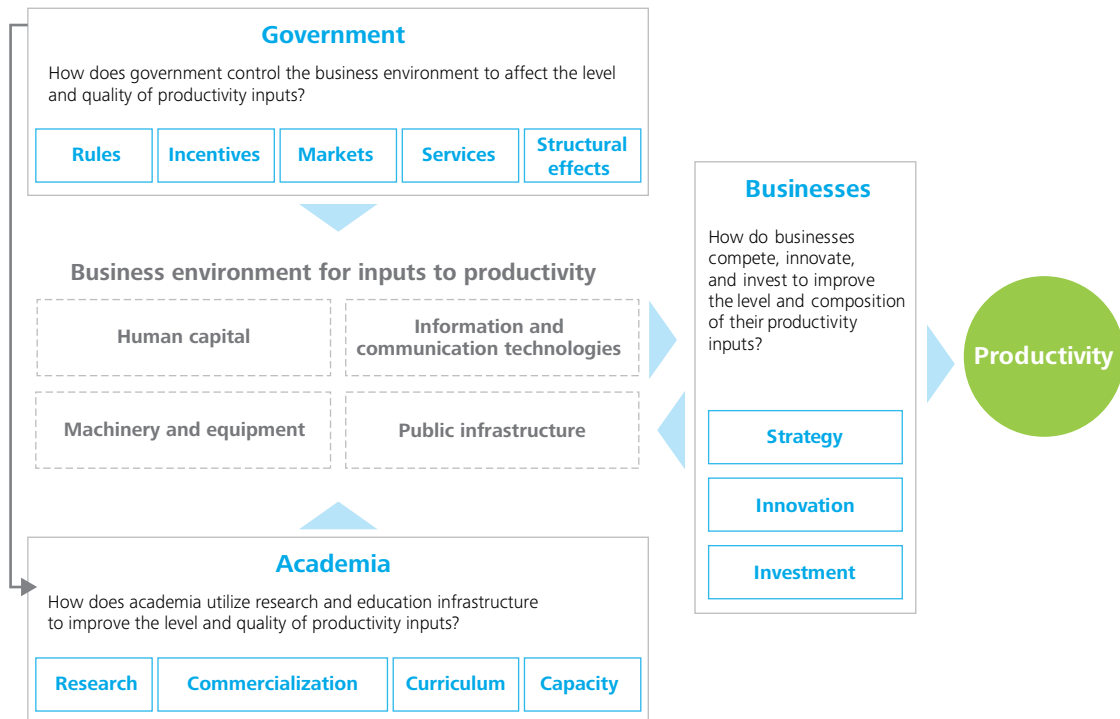 Government
How does government control the business environment to affect the level
and quality of productivity inputs?
Rules
Incentives
Markets
Services
Structural
effects
Business environment for inputs to productivity
Human capital
Information and
communication technologies
Machinery and equipment
Public infrastructure
Academia
How does academia utilize research and education infrastructure
to improve the level and quality of productivity inputs?
Research
Commercialization
Curriculum
Capacity
Businesses
How do businesses
compete, innovate,
and invest to improve
the level and composition
of their productivity
inputs?
Strategy
Innovation
Investment
Productivity